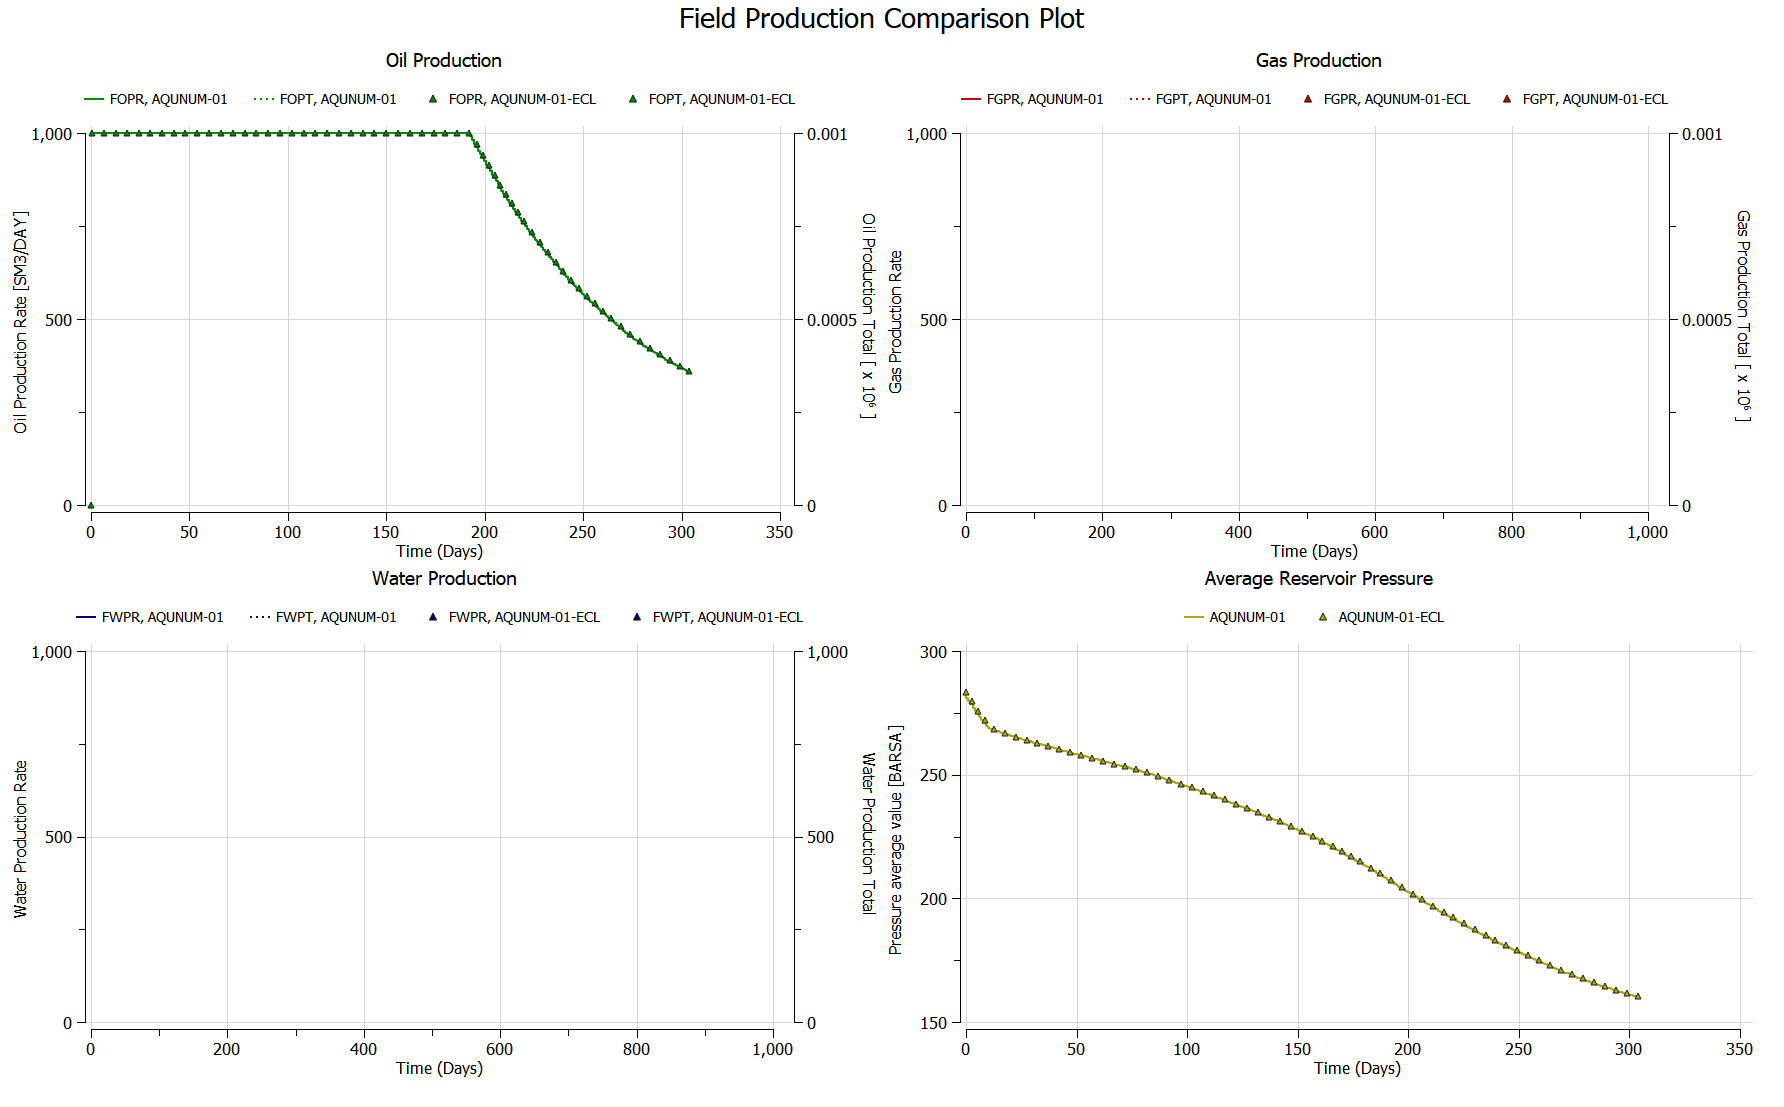 Field Production Comparison Plot
Oil Production
FOPR, AQUNUM-01 FOPT, AQUNUM-01 FOPR, AQUNUM-01-ECL FOPT, AQUNUM-01-ECL
1,000
500
0
Oil Production Rate [SM3/DAY]
0.001
0.0005
0
Oil Production Total [ x 10⁶ ]
0 50 100 150 200 250 300 350
Time (Days)
Gas Production
FGPR, AQUNUM-01 FGPT, AQUNUM-01 FGPR, AQUNUM-01-ECL FGPT, AQUNUM-01-ECL
1,000
500
0
Gas Production Rate
0.001
0.0005
0
Gas Production Total [ x 10⁶ ]
0 200 400 600 800 1,000
Time (Days)
Water Production
FWPR, AQUNUM-01 FWPT, AQUNUM-01 FWPR, AQUNUM-01-ECL FWPT, AQUNUM-01-ECL
1,000
500
0
Water Production Rate
1,000
500
0
Water Production Total
0 200 400 600 800 1,000
Time (Days)
Average Reservoir Pressure
AQUNUM-01 AQUNUM-01-ECL
300
250
200
150
Pressure average value [BARSA]
0 50 100 150 200 250 300 350
Time (Days)